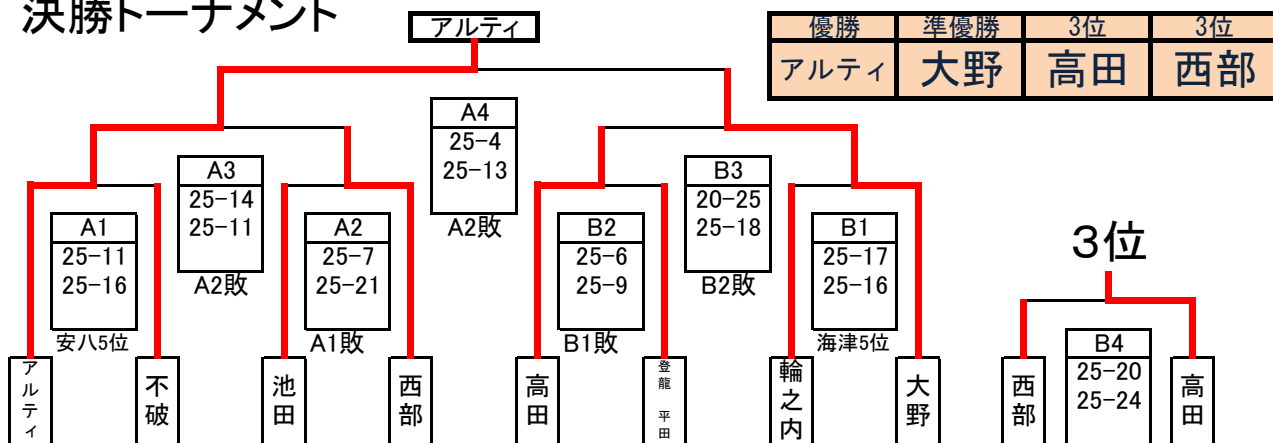 決勝トーナメント
アルティ
優勝 準優勝 3位 3位
アルティ 大野 高田 西部
A4
25-4
25-13
A2敗
A3
25-14
25-11
A2敗
B3
20-25
25-18
B2敗
A1
25-11
25-16
安八5位
A2
25-7
25-21
A1敗
B2
25-6
25-9
B1敗
B1
25-17
25-16
海津5位
3位
B4
25-20
25-24
アルティ
不破
池田
西部
高田
登龍 平田
輪之内
大野
西部
高田